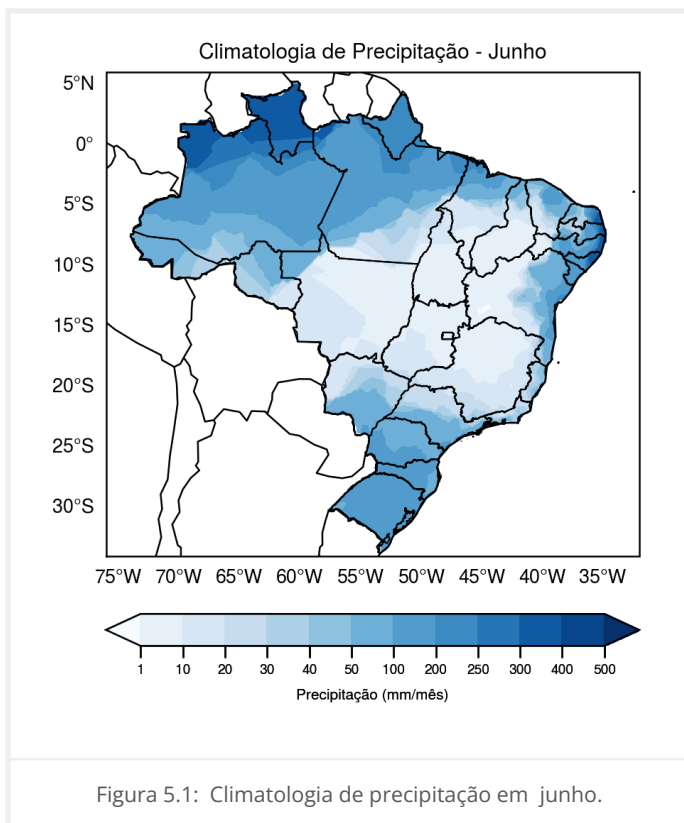 Climatologia de Precipitação - Junho
5°N
0°
5°S
10°S
15°S
20°S
25°S
30°S
75°W 70°W 65°W 60°W 55°W 50°W 45°W 40°W 35°W
1 10 20 30 40 50 100 200 250 300 400 500
Precipitação (mm/mês)
Figura 5.1: Climatologia de precipitação em junho.